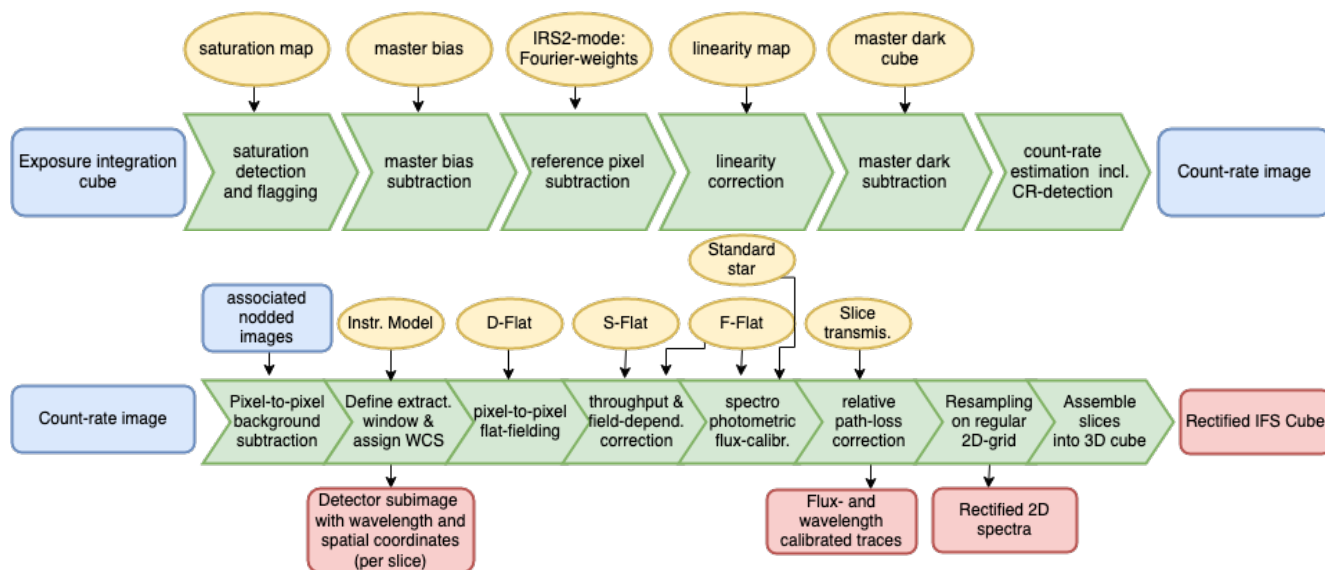 saturation map
master bias
IRS2-mode:
Fourier-weights
linearity map
master dark
cube
Exposure integration
cube
saturation
detection
and flagging
master bias
subtraction
reference pixel
subtraction
linearity
correction
master dark
subtraction
count-rate
estimation incl.
CR-detection
Count-rate image
Standard
star
associated
nodded
images
Instr. Model
D-Flat
S-Flat
F-Flat
Slice
transmis.
Count-rate image
Pixel-to-pixel
background
subtraction
Define extract.
window &
assign WCS
pixel-to-pixel
flat-fielding
throughput &
field-depend.
correction
spectro
photometric
flux-calibr.
relative
path-loss
correction
Resampling
on regular
2D-grid
Assemble
slices
into 3D cube
Rectified IFS Cube
Detector subimage
with wavelength and
spatial coordinates
(per slice)
Flux- and
wavelength
calibrated traces
Rectified 2D
spectra